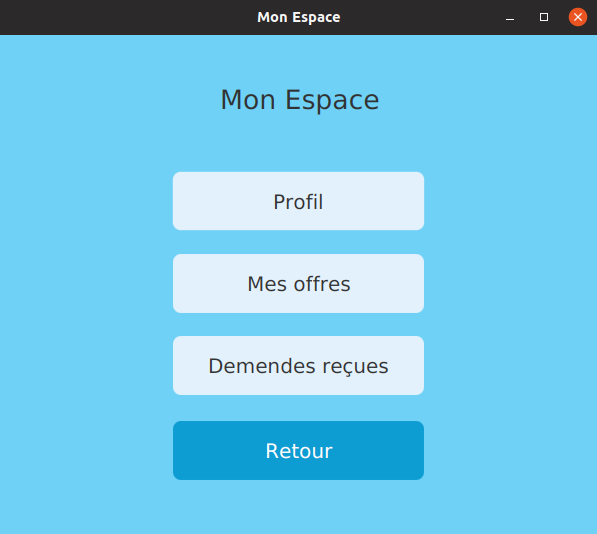 Mon Espace
Mon Espace
Profil
Mes offres
Demendes reçues
Retour